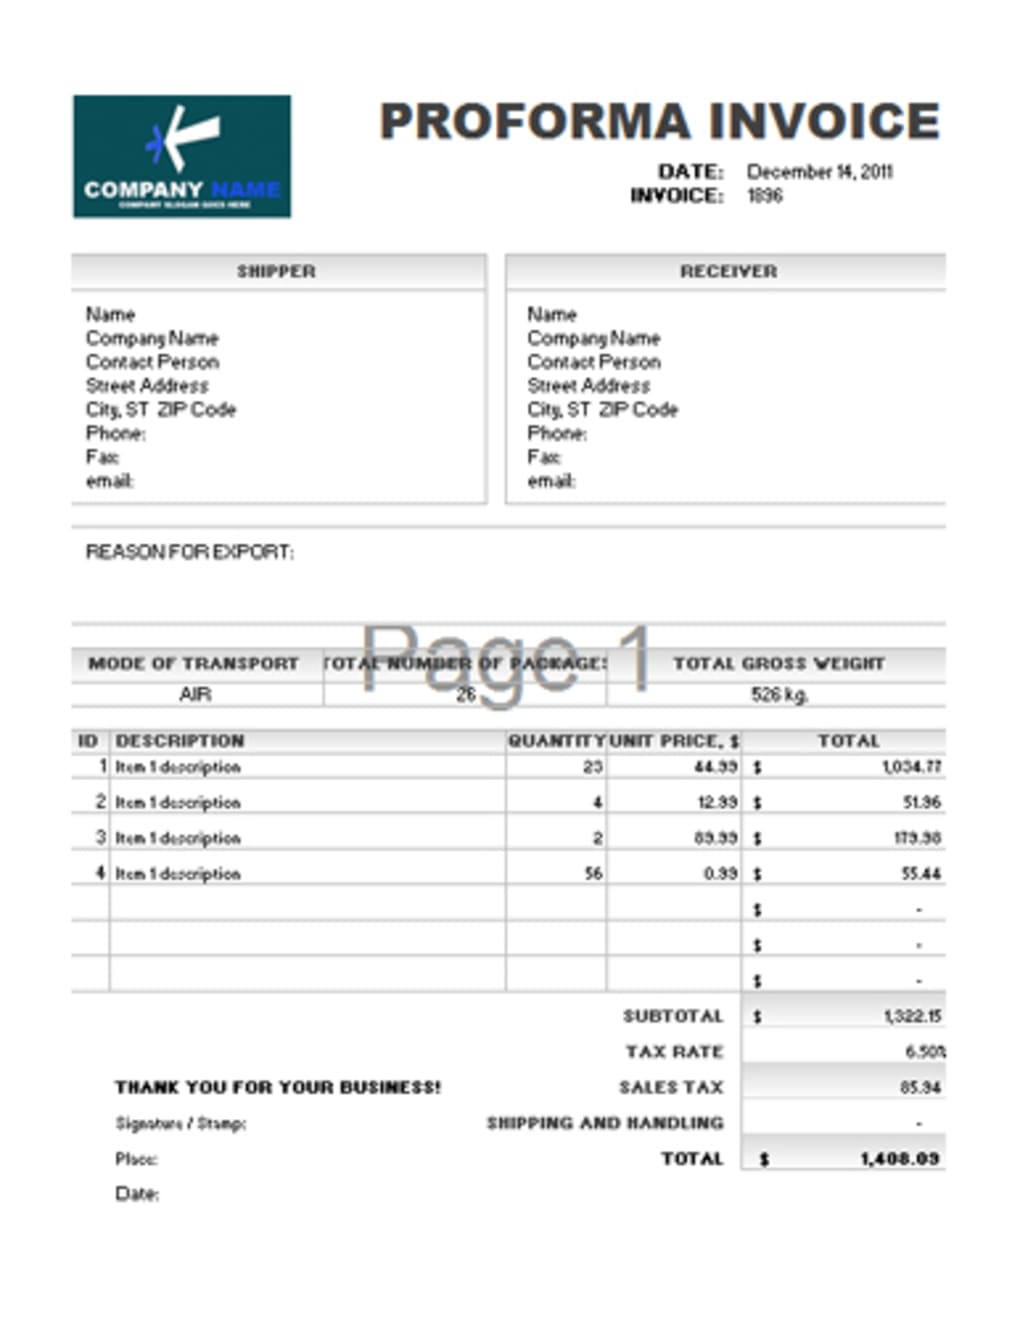 COMPANY NAME
COMPANY SLOGAN GOES HERE
PROFORMA INVOICE
DATE: December 14, 2011
INVOICE: 1896
SHIPPER
Name
Company Name
Contact Person
Street Address
City, ST ZIP Code
Phone:
Fax:
email:
RECEIVER
Name
Company Name
Contact Person
Street Address
City, ST ZIP Code
Phone:
Fax:
email:
REASON FOR EXPORT:
Page 1
MODE OF TRANSPORT TOTAL NUMBER OF PACKAGES TOTAL GROSS WEIGHT
AIR 26 526 kg.
ID DESCRIPTION QUANTITY UNIT PRICE, $ TOTAL
1 Item 1 description 23 44.99 $ 1,034.77
2 Item 1 description 4 12.99 $ 51.96
3 Item 1 description 2 89.99 $ 179.98
4 Item 1 description 56 0.99 $ 55.44
$ -
$ -
$ -
SUBTOTAL $ 1,322.15
TAX RATE 6.50%
THANK YOU FOR YOUR BUSINESS! SALES TAX 85.94
Signature / Stamp: SHIPPING AND HANDLING -
Place: TOTAL $ 1,408.09
Date: